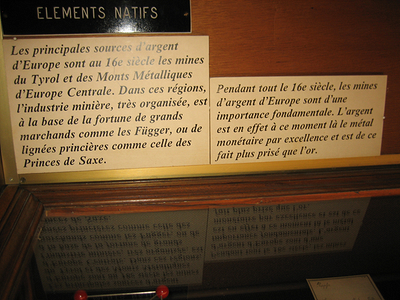 ELEMENTS NATIFS
Les principales sources d'argent
d'Europe sont au 16e siècle les mines
du Tyrol et des Monts Métalliques
d'Europe Centrale. Dans ces régions,
l'industrie minière, très organisée, est
à la base de la fortune de grands
marchands comme les Függer, ou de
lignées princières comme celle des
Princes de Saxe.
Pendant tout le 16e siècle, les mines
d'argent d'Europe sont d'une
importance fondamentale. L'argent
est en effet à ce moment là le métal
monétaire par excellence et est de ce
fait plus prisé que l'or.